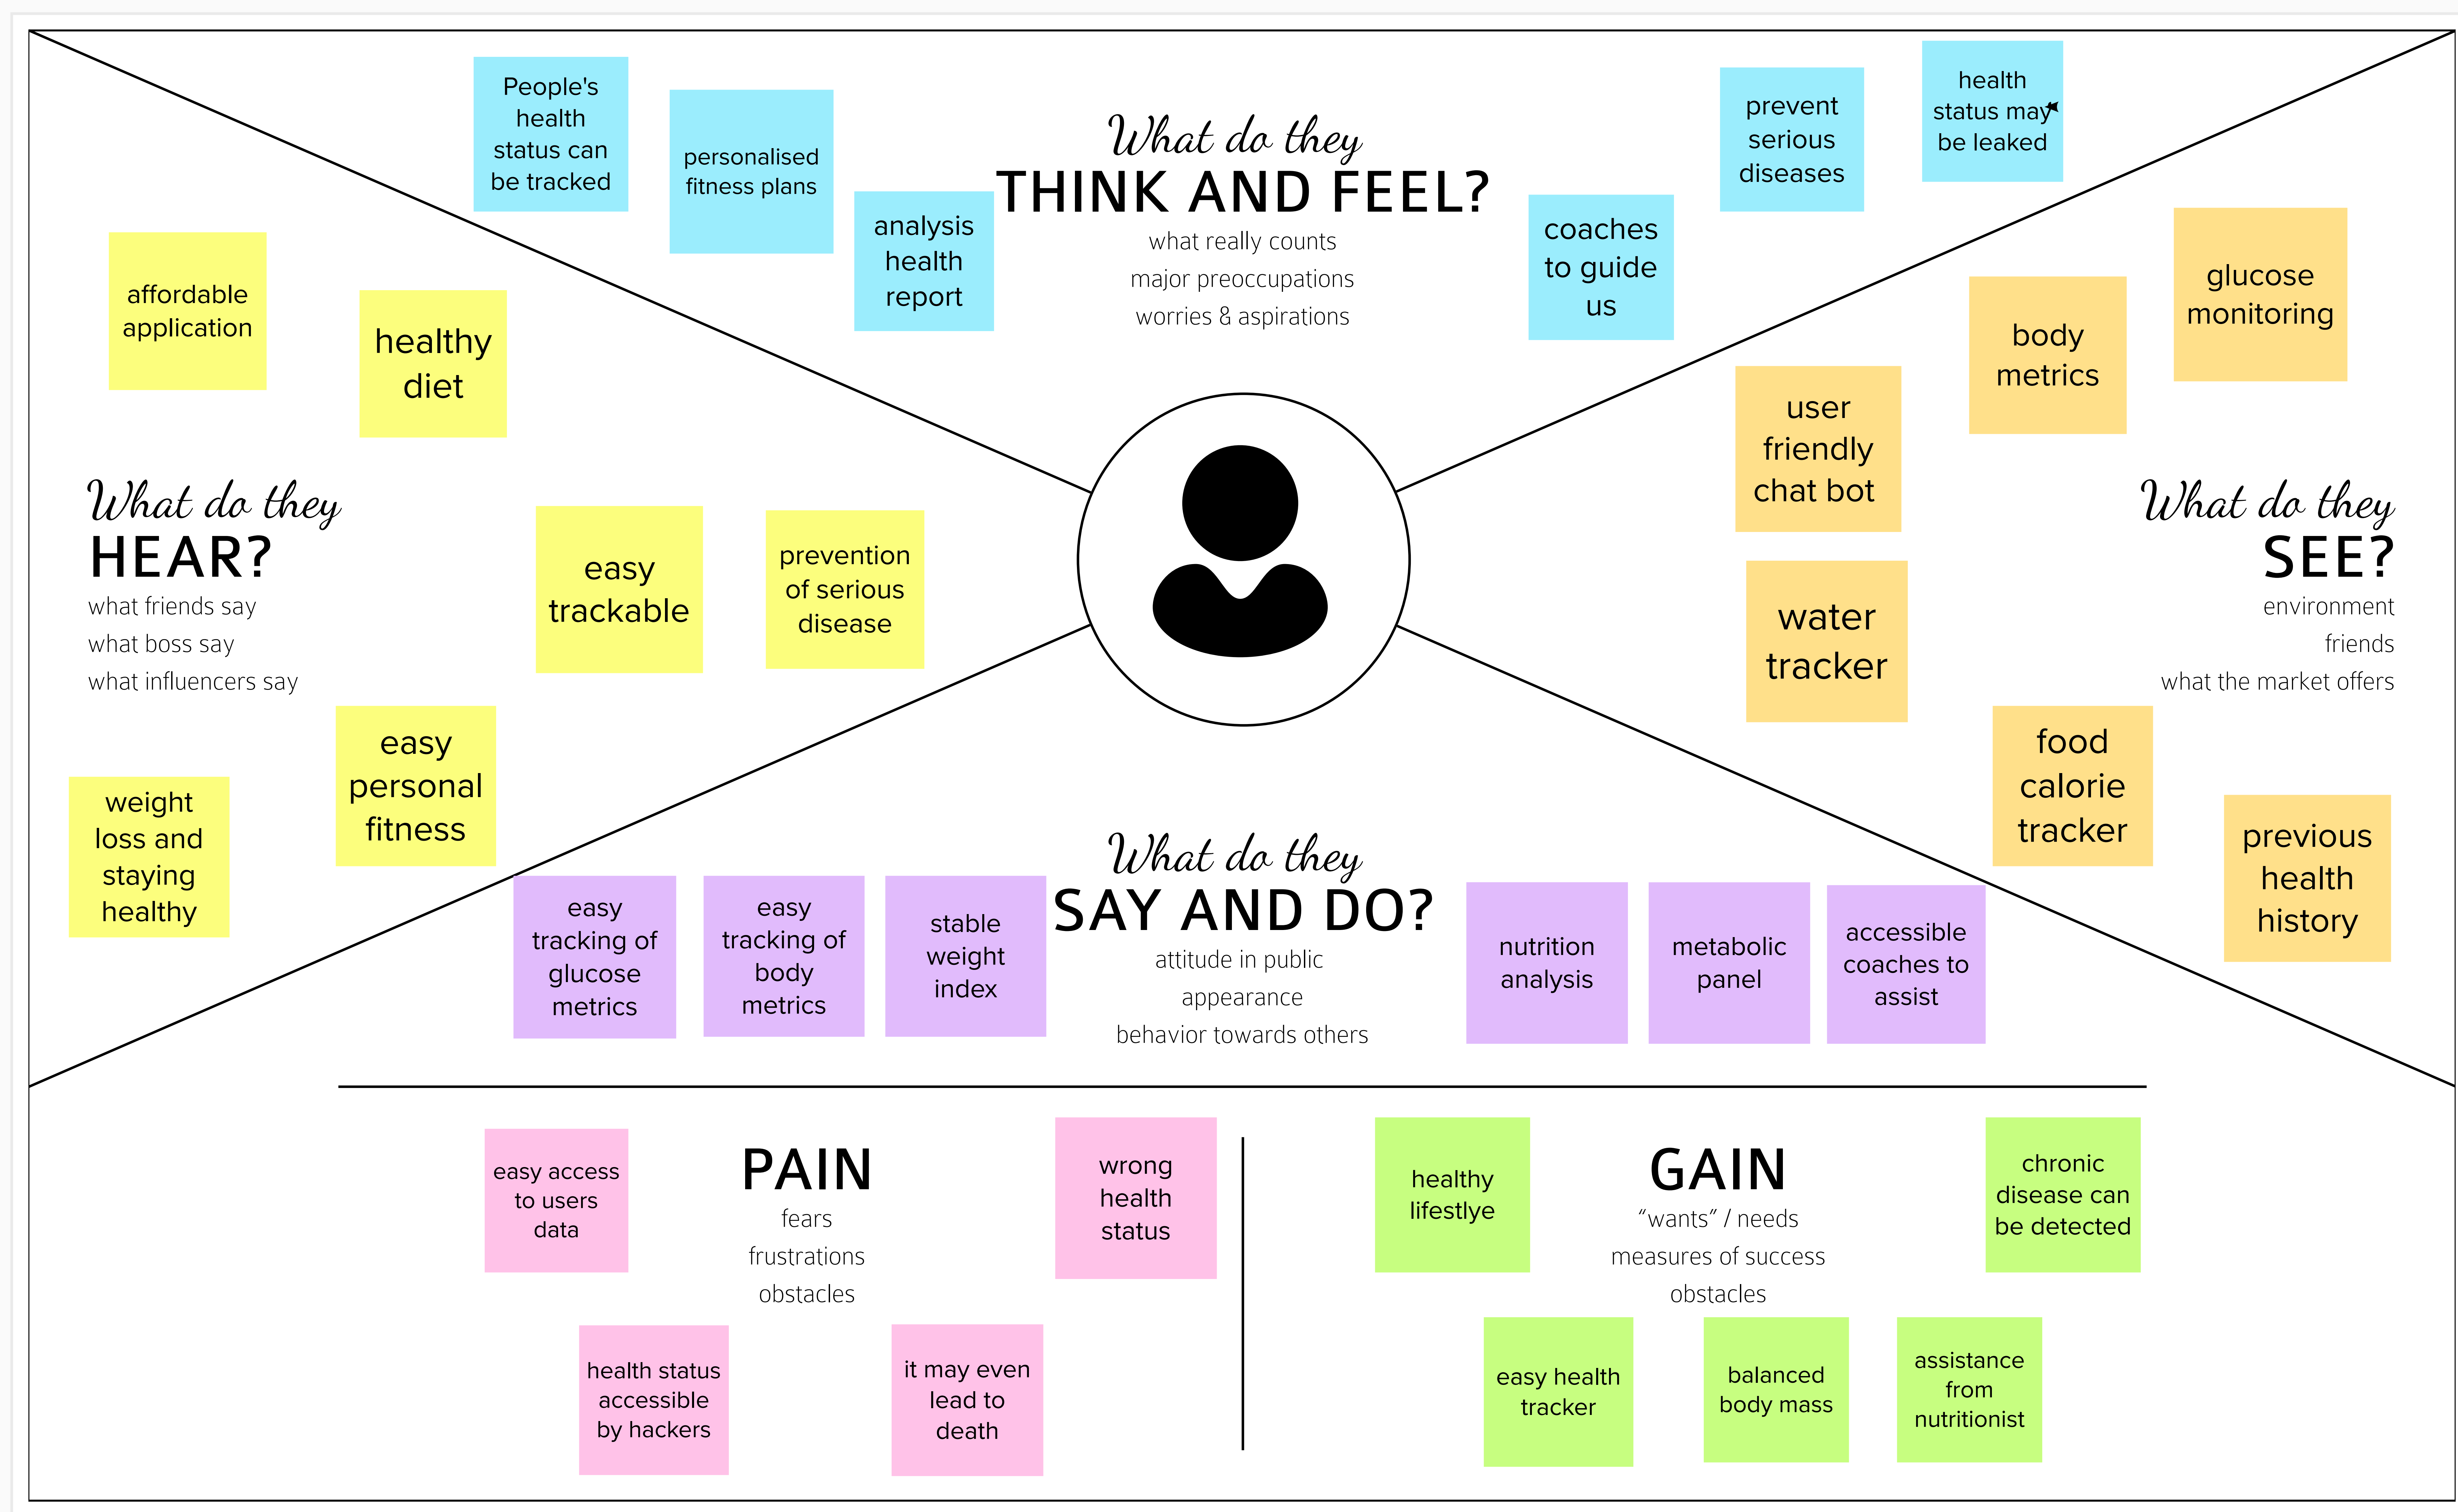 What do they
THINK AND FEEL?
what really counts
major preoccupations
worries & aspirations
People's
health
status can
be tracked
personalised
fitness plans
analysis
health
report
coaches
to guide
us
prevent
serious
diseases
health
status may
be leaked
What do they
HEAR?
what friends say
what boss say
what influencers say
affordable
application
healthy
diet
easy
trackable
prevention
of serious
disease
easy
personal
fitness
weight
loss and
staying
healthy
What do they
SEE?
environment
friends
what the market offers
glucose
monitoring
body
metrics
user
friendly
chat bot
water
tracker
food
calorie
tracker
previous
health
history
What do they
SAY AND DO?
attitude in public
appearance
behavior towards others
easy
tracking of
glucose
metrics
easy
tracking of
body
metrics
stable
weight
index
nutrition
analysis
metabolic
panel
accessible
coaches to
assist
PAIN
fears
frustrations
obstacles
easy access
to users
data
wrong
health
status
health status
accessible
by hackers
it may even
lead to
death
GAIN
“wants” / needs
measures of success
obstacles
healthy
lifestlye
chronic
disease can
be detected
easy health
tracker
balanced
body mass
assistance
from
nutritionist